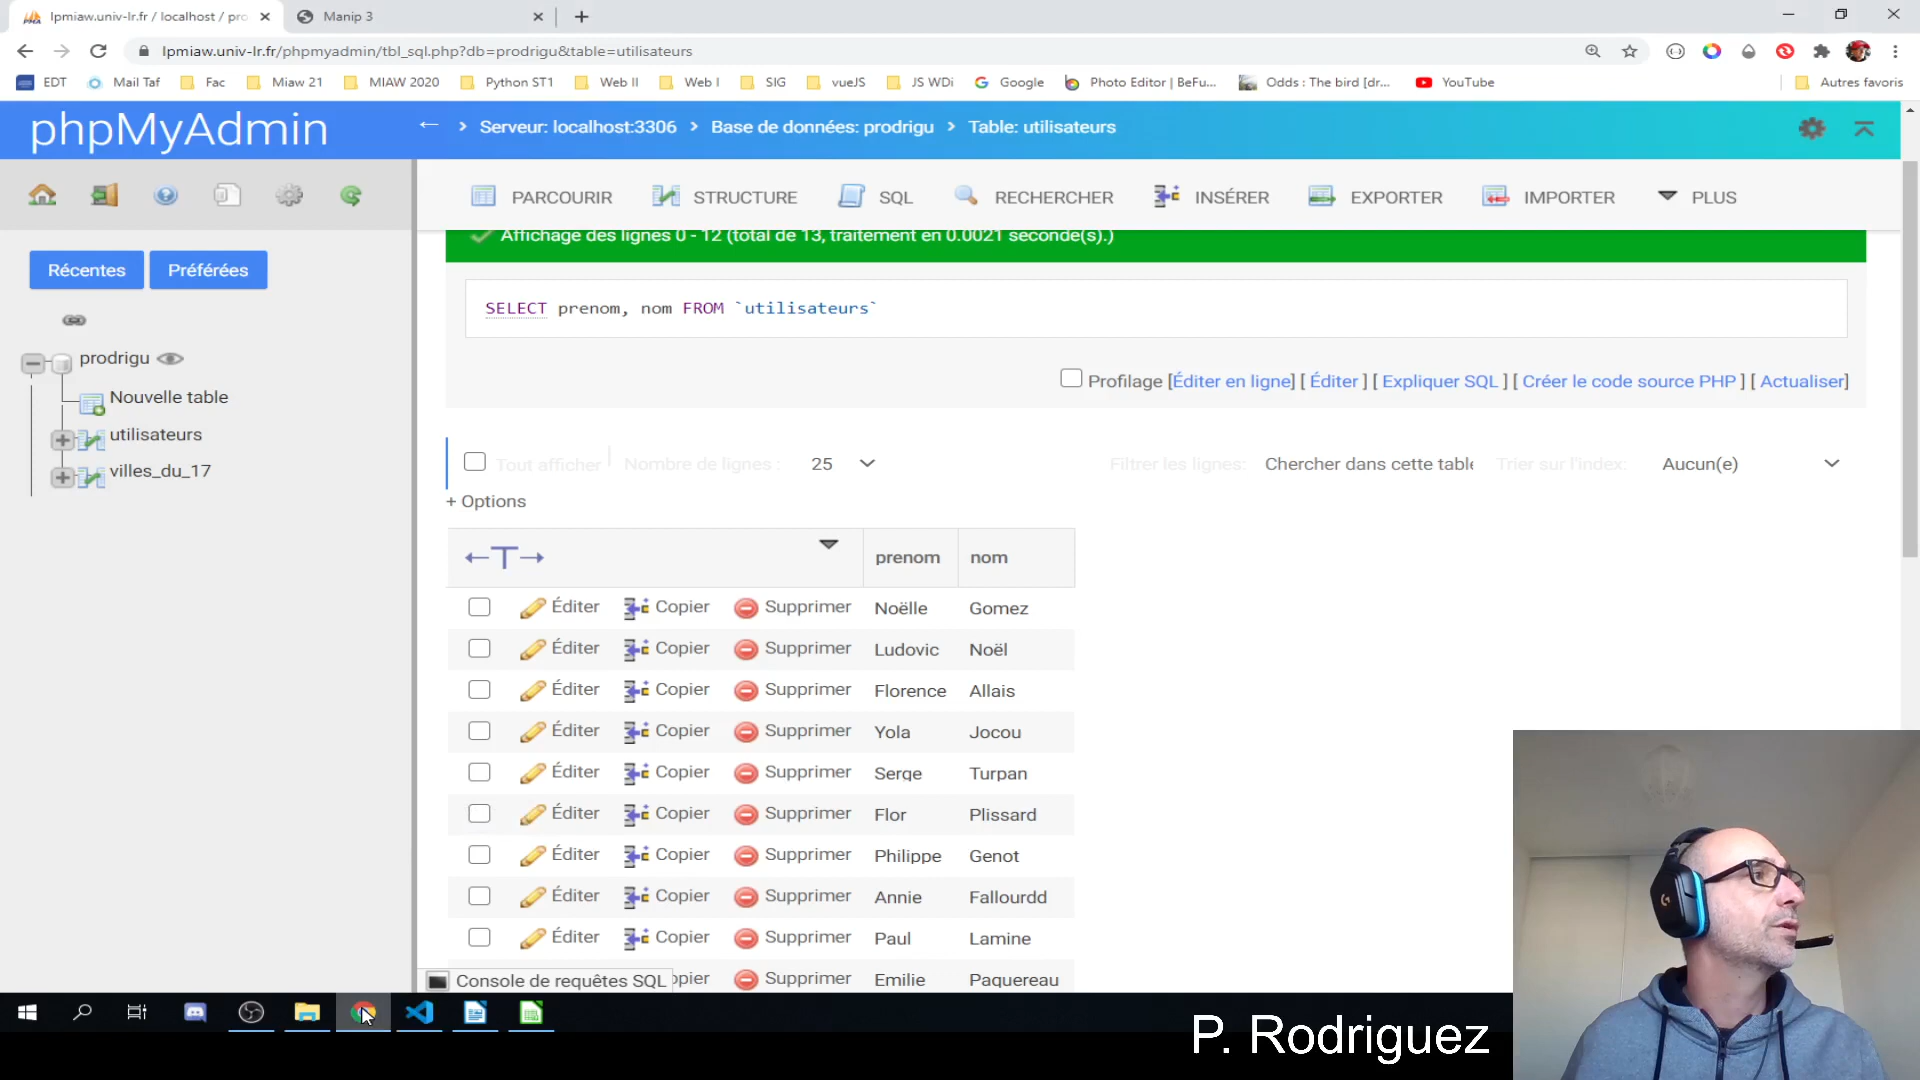 lpmiaw.univ-lr.fr / localhost / pro
Manip 3
lpmiaw.univ-lr.fr/phpmyadmin/tbl_sql.php?db=prodrigu&table=utilisateurs
EDT
Mail Taf
Fac
Miaw 21
MIAW 2020
Python ST1
Web II
Web I
SIG
vueJS
JS WDi
Google
Photo Editor | BeFu...
Odds : The bird [dr...
YouTube
Autres favoris
phpMyAdmin
Serveur: localhost:3306
Base de données: prodrigu
Table: utilisateurs
PARCOURIR
STRUCTURE
SQL
RECHERCHER
INSÉRER
EXPORTER
IMPORTER
PLUS
Affichage des lignes 0 - 12 (total de 13, traitement en 0.0021 seconde(s).)
Récentes
Préférées
prodrigu
Nouvelle table
utilisateurs
villes_du_17
SELECT prenom, nom FROM `utilisateurs`
Profilage [Éditer en ligne] [ Éditer ] [ Expliquer SQL ] [ Créer le code source PHP ] [ Actualiser]
Tout afficher
Nombre de lignes :
25
Filtrer les lignes:
Chercher dans cette table
Trier sur l'index:
Aucun(e)
+ Options
prenom nom
Éditer Copier Supprimer Noëlle Gomez
Éditer Copier Supprimer Ludovic Noël
Éditer Copier Supprimer Florence Allais
Éditer Copier Supprimer Yola Jocou
Éditer Copier Supprimer Serge Turpan
Éditer Copier Supprimer Flor Plissard
Éditer Copier Supprimer Philippe Genot
Éditer Copier Supprimer Annie Fallourdd
Éditer Copier Supprimer Paul Lamine
Console de requêtes SQL opier Supprimer Emilie Paquereau
P. Rodriguez